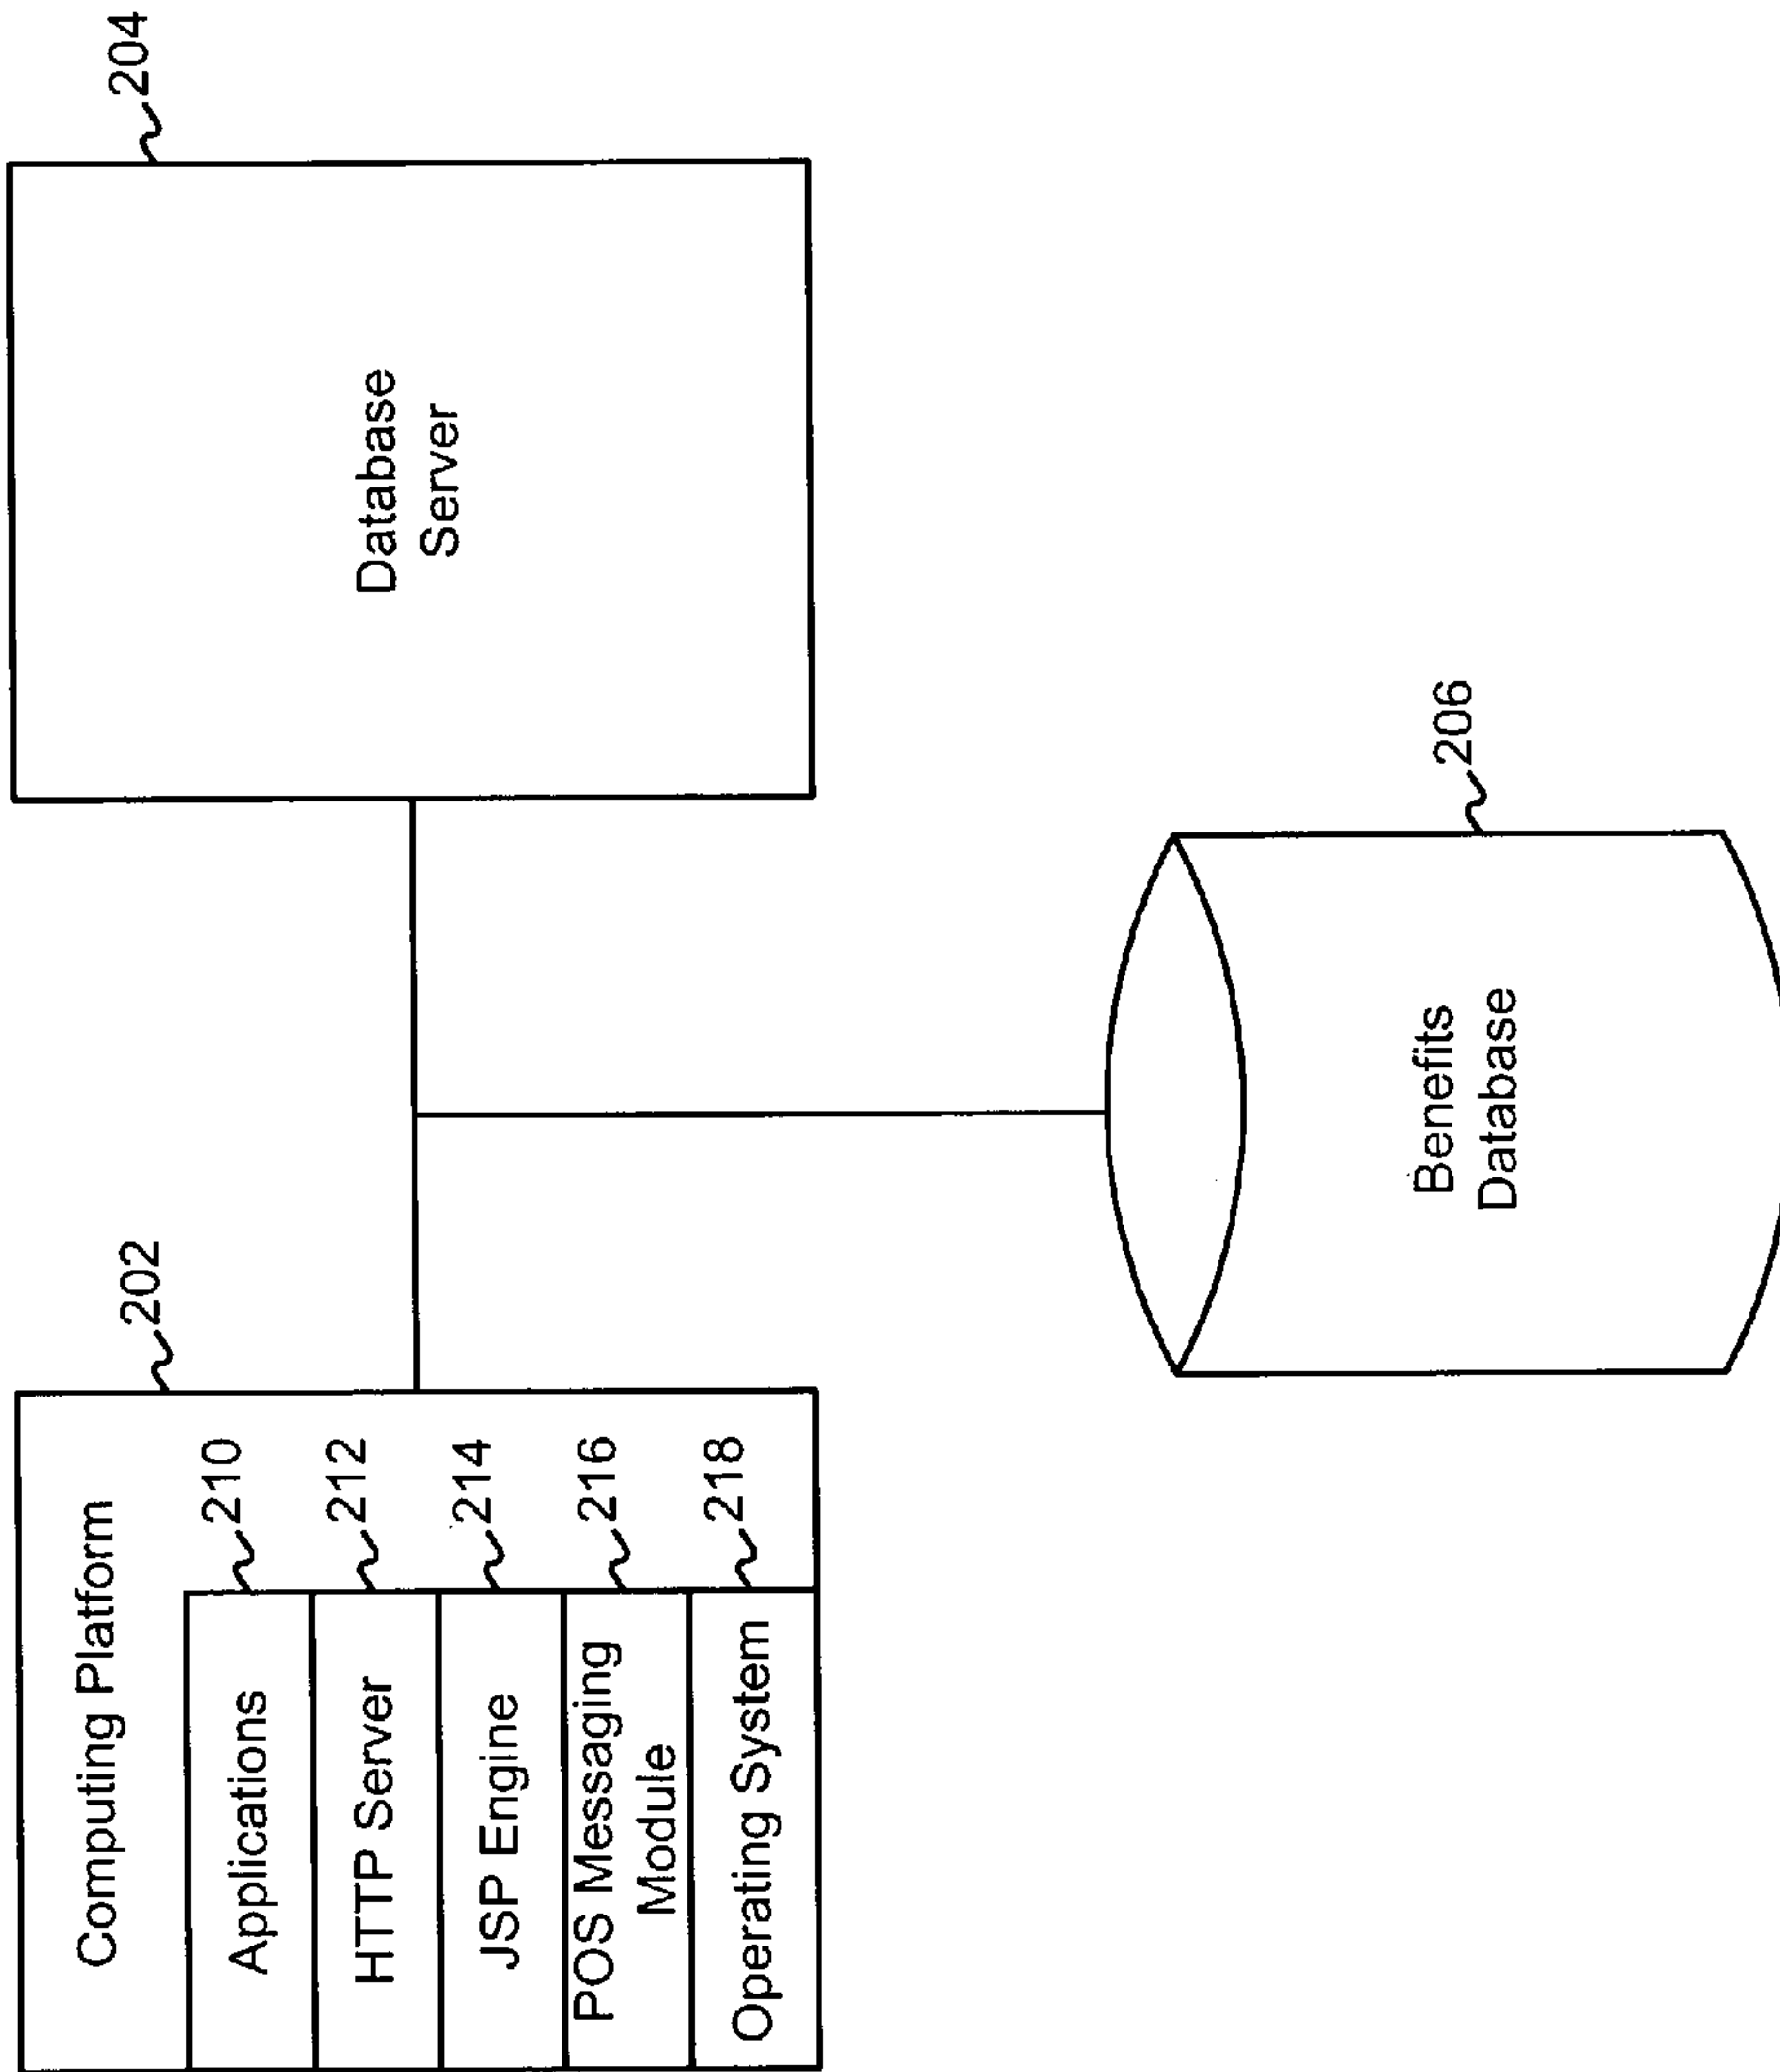 Computing Platform
202
Applications
210
HTTP Server
212
JSP Engine
214
POS Messaging
Module
216
Operating System
218
Database
Server
204
Benefits
Database
206